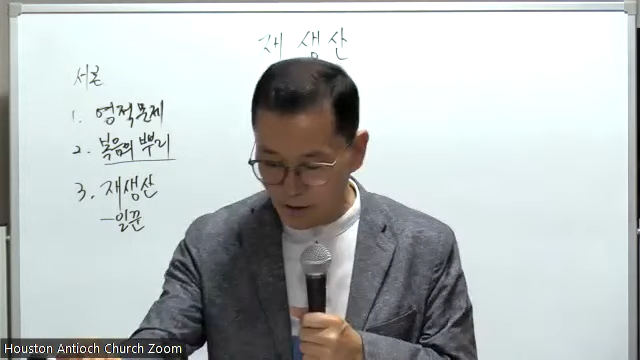 재생산
서론
1. 영적문제
2. 복음의 뿌리
3. 재생산
-일꾼
Houston Antioch Church Zoom